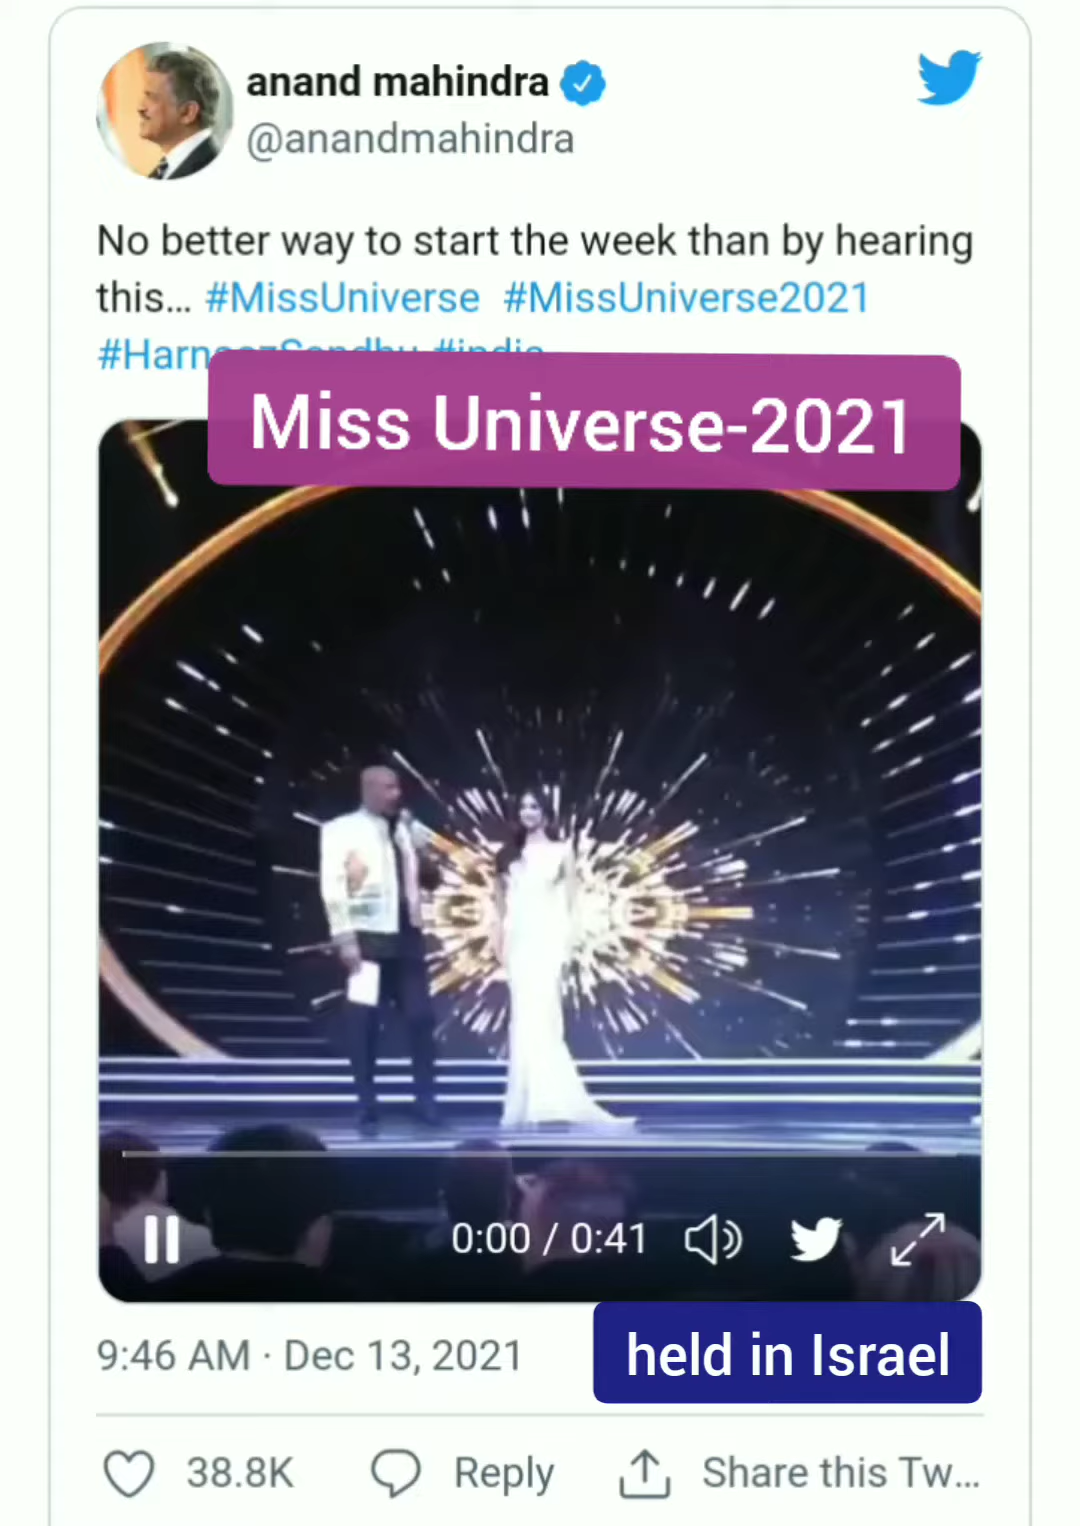 anand mahindra
@anandmahindra
No better way to start the week than by hearing
this... #MissUniverse #MissUniverse2021
#HarnaazSandhu #india
Miss Universe-2021
0:00 / 0:41
9:46 AM · Dec 13, 2021
held in Israel
38.8K Reply Share this Tw...